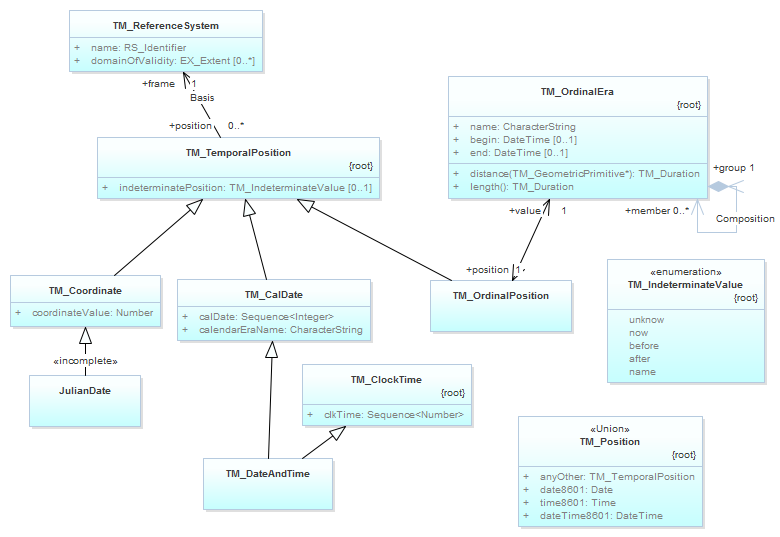 TM_ReferenceSystem
+ name: RS_Identifier
+ domainOfValidity: EX_Extent [0..*]
+frame 1
Basis
+position 0..*
TM_TemporalPosition
{root}
+ indeterminatePosition: TM_IndeterminateValue [0..1]
TM_OrdinalEra
{root}
+ name: CharacterString
+ begin: DateTime [0..1]
+ end: DateTime [0..1]
+ distance(TM_GeometricPrimitive*): TM_Duration
+ length(): TM_Duration
+group 1
+member 0..*
Composition
+value 1
+position 1
TM_OrdinalPosition
TM_Coordinate
+ coordinateValue: Number
TM_CalDate
+ calDate: Sequence<Integer>
+ calendarEraName: CharacterString
«incomplete»
JulianDate
TM_ClockTime
{root}
+ clkTime: Sequence<Number>
TM_DateAndTime
«enumeration»
TM_IndeterminateValue
{root}
unknow
now
before
after
name
«Union»
TM_Position
{root}
+ anyOther: TM_TemporalPosition
+ date8601: Date
+ time8601: Time
+ dateTime8601: DateTime